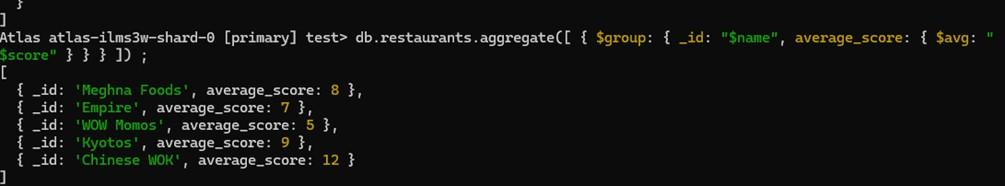 }
]
Atlas atlas-ilms3w-shard-0 [primary] test> db.restaurants.aggregate([ { $group: { _id: "$name", average_score: { $avg: "
$score" } } } ]) ;
[
{ _id: 'Meghna Foods', average_score: 8 },
{ _id: 'Empire', average_score: 7 },
{ _id: 'WOW Momos', average_score: 5 },
{ _id: 'Kyotos', average_score: 9 },
{ _id: 'Chinese WOK', average_score: 12 }
]